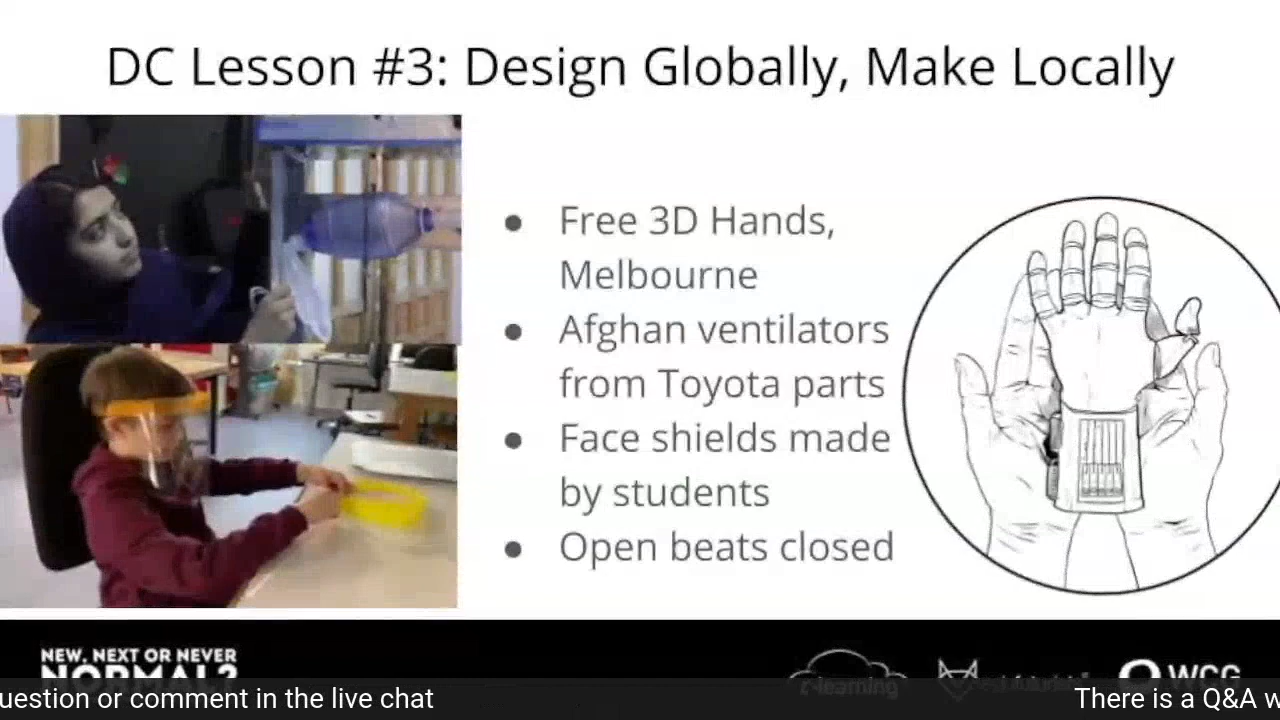 DC Lesson #3: Design Globally, Make Locally
● Free 3D Hands,
Melbourne
● Afghan ventilators
from Toyota parts
● Face shields made
by students
● Open beats closed
NEW, NEXT OR NEVER
NORMAL?
r-learning
WCG
uestion or comment in the live chat
There is a Q&A w